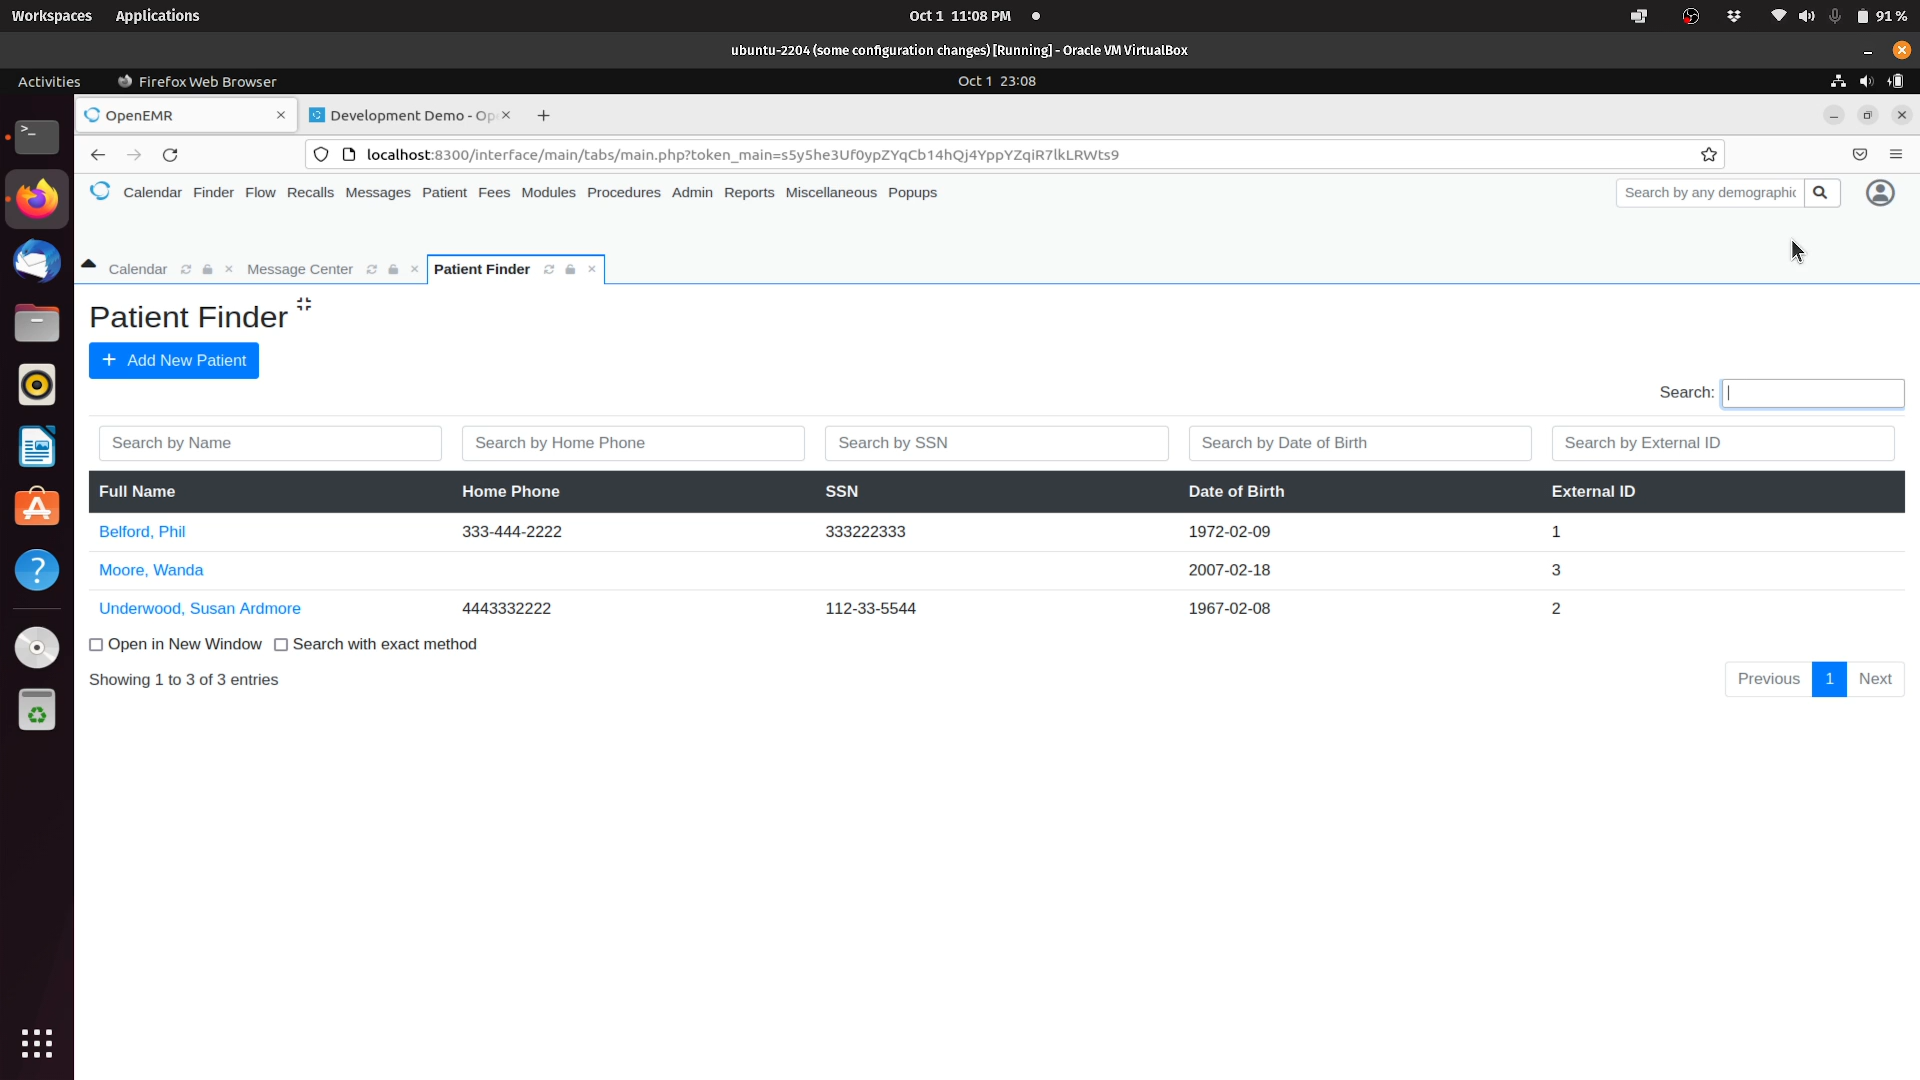 Workspaces Applications Oct 1 11:08 PM 91 %
ubuntu-2204 (some configuration changes) [Running] - Oracle VM VirtualBox
Activities Firefox Web Browser Oct 1 23:08
OpenEMR Development Demo - Op
localhost:8300/interface/main/tabs/main.php?token_main=s5y5he3Uf0ypZYqCb14hQj4YppYZqiR7lkLRWts9
Calendar Finder Flow Recalls Messages Patient Fees Modules Procedures Admin Reports Miscellaneous Popups Search by any demographic
Calendar Message Center Patient Finder
Patient Finder
+ Add New Patient
Search:
Search by Name Search by Home Phone Search by SSN Search by Date of Birth Search by External ID
Full Name Home Phone SSN Date of Birth External ID
Belford, Phil 333-444-2222 333222333 1972-02-09 1
Moore, Wanda 2007-02-18 3
Underwood, Susan Ardmore 4443332222 112-33-5544 1967-02-08 2
Open in New Window Search with exact method
Showing 1 to 3 of 3 entries Previous 1 Next